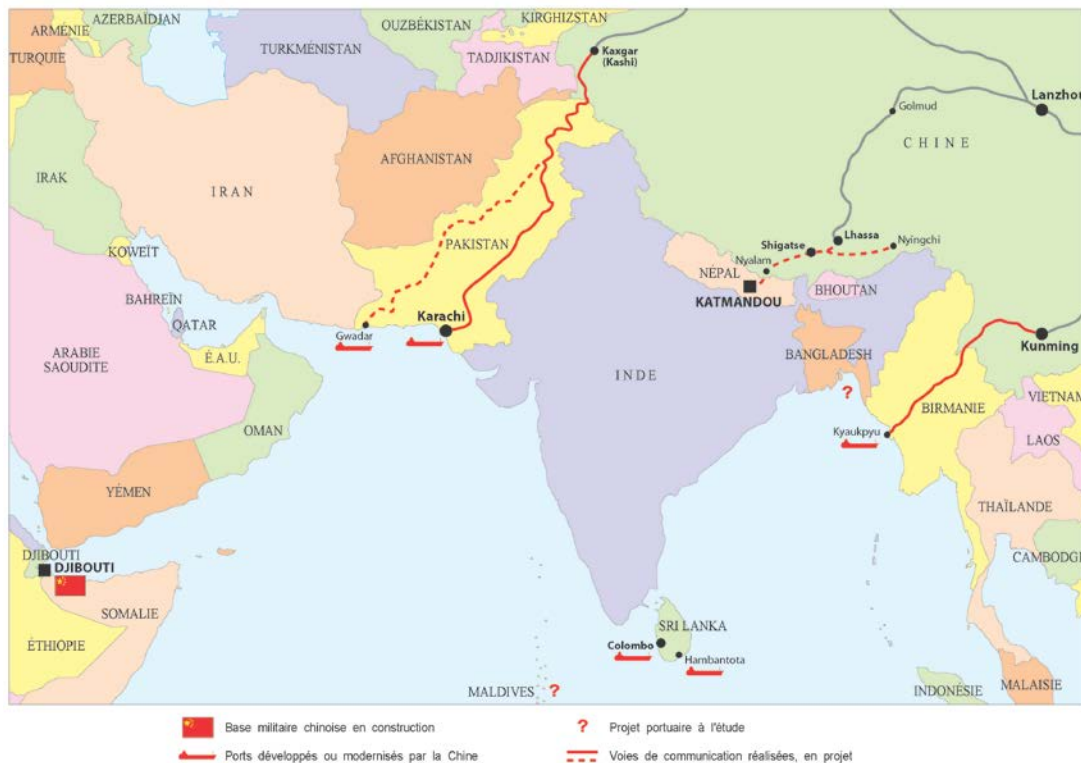 AZERBAÏDJAN
ARMÉNIE
TURQUIE
OUZBÉKISTAN
KIRGHIZSTAN
TURKMÉNISTAN
TADJIKISTAN
Kaxgar
(Kashi)
Lanzhou
Golmud
CHINE
AFGHANISTAN
IRAK
IRAN
PAKISTAN
KOWEÏT
Lhassa
Shigatse
Nyingchi
Nyalam
NÉPAL
KATMANDOU
BHOUTAN
BAHREÏN
QATAR
Karachi
Gwadar
É.A.U.
ARABIE
SAOUDITE
Kunming
BANGLADESH
INDE
?
VIETNAM
BIRMANIE
OMAN
Kyaukpyu
LAOS
YÉMEN
THAÏLANDE
DJIBOUTI
DJIBOUTI
CAMBODGE
SOMALIE
SRI LANKA
ÉTHIOPIE
Colombo
Hambantota
MALDIVES
?
INDONÉSIE
MALAISIE
Base militaire chinoise en construction
? Projet portuaire à l'étude
Ports développés ou modernisés par la Chine
Voies de communication réalisées, en projet